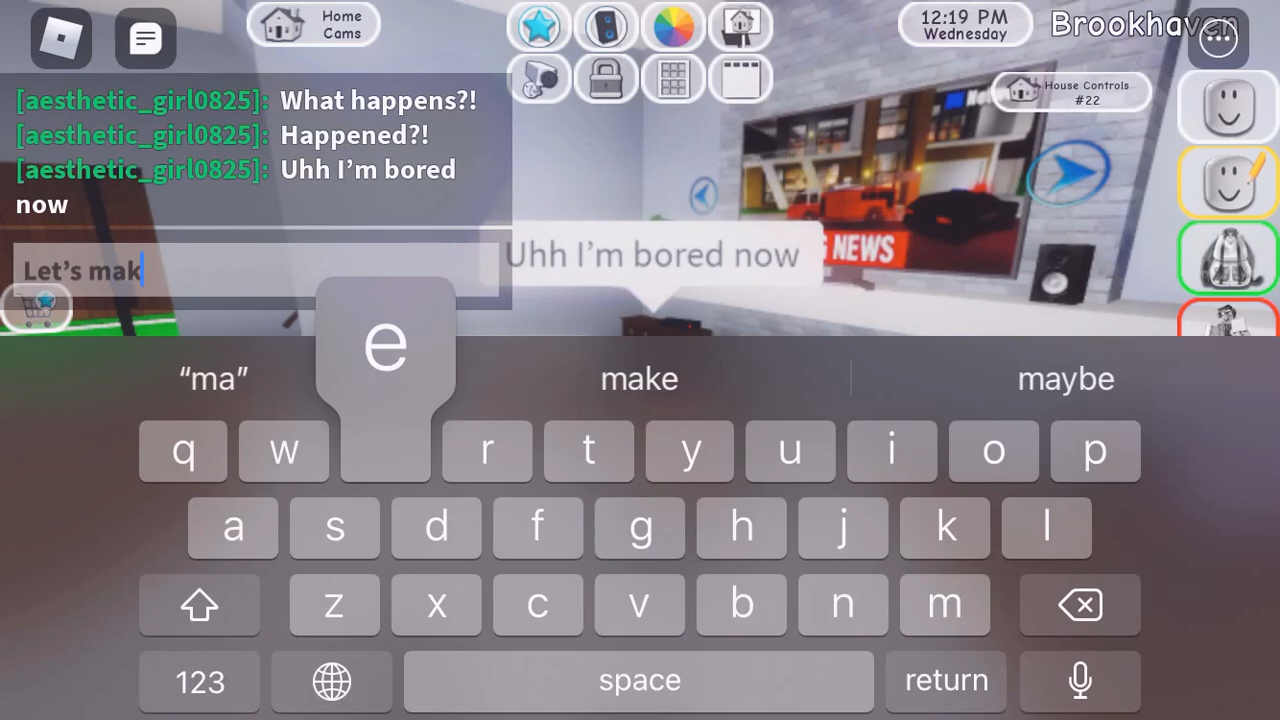 Home
Cams
12:19 PM
Wednesday
Brookhaven
House Controls
#22
[aesthetic_girl0825]: What happens?!
[aesthetic_girl0825]: Happened?!
[aesthetic_girl0825]: Uhh I'm bored
now
Let's mak
Uhh I'm bored now
NEWS
e
“ma”
make
maybe
q w r t y u i o p
a s d f g h j k l
z x c v b n m
123
space
return